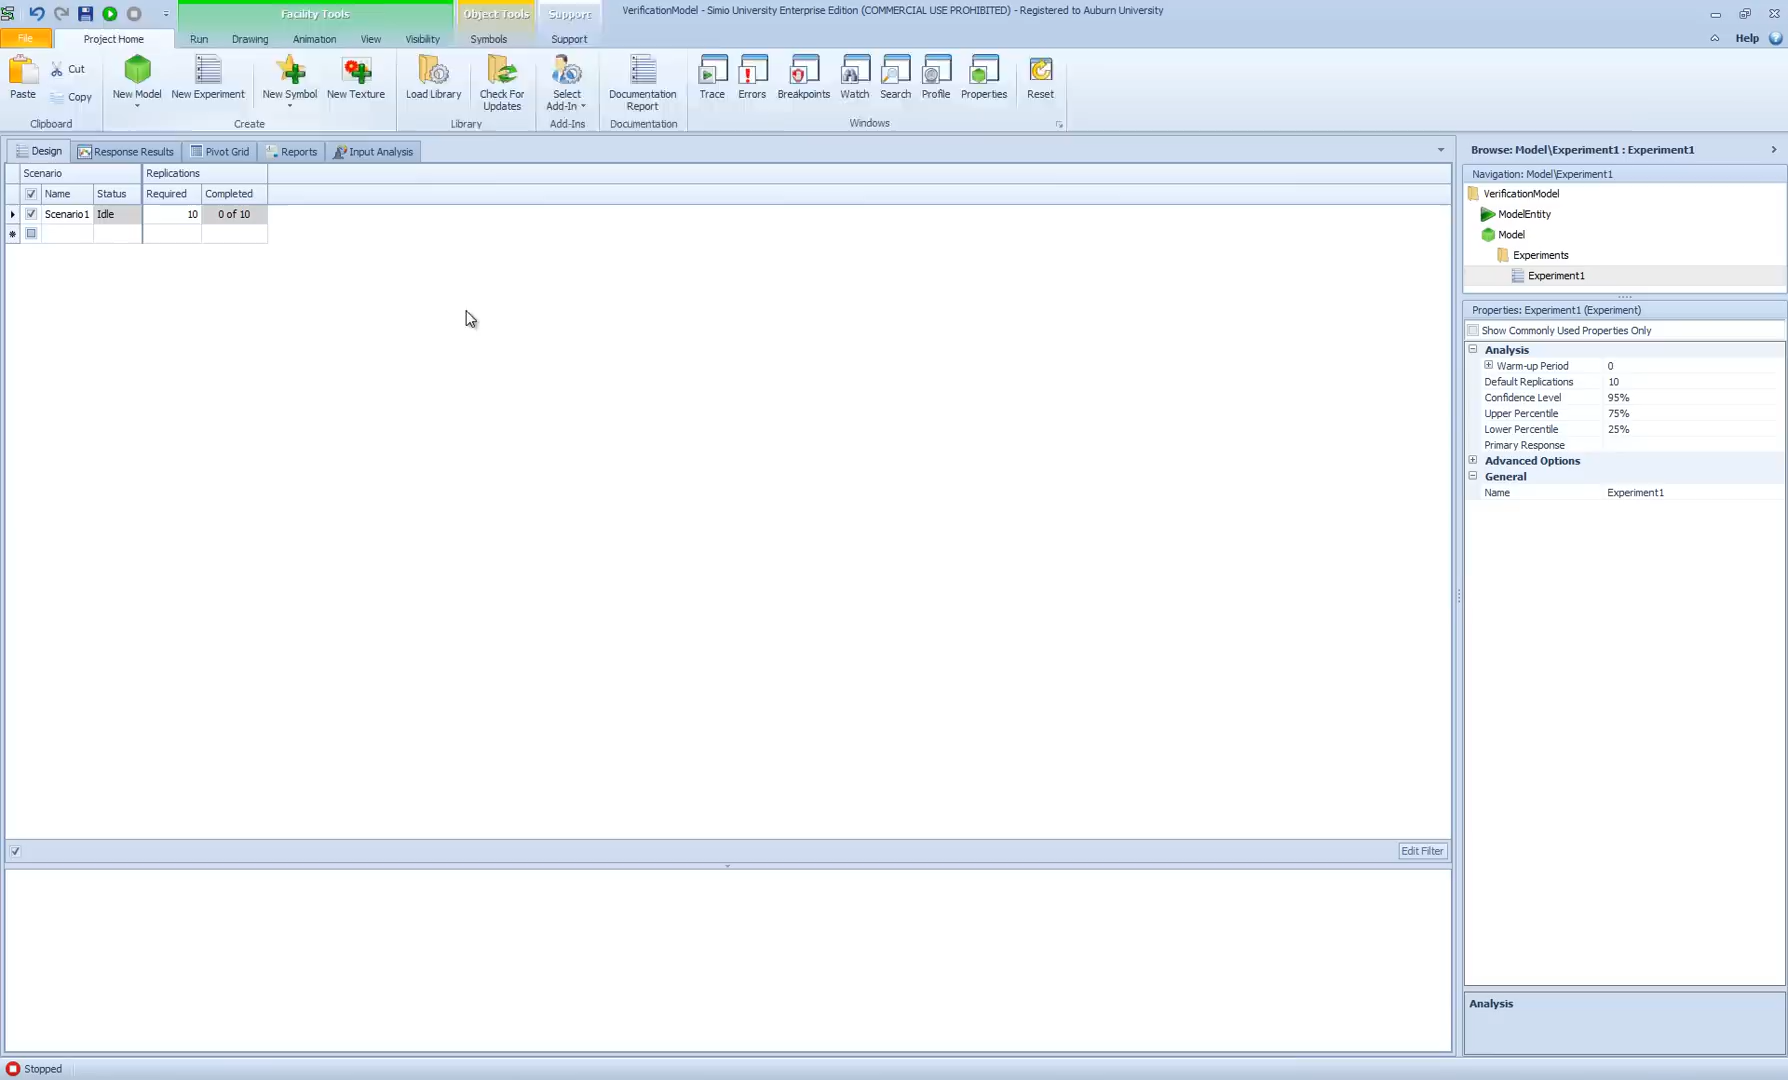 Facility Tools
Object Tools
Support
VerificationModel - Simio University Enterprise Edition (COMMERCIAL USE PROHIBITED) - Registered to Auburn University
File
Project Home
Run
Drawing
Animation
View
Visibility
Symbols
Support
Help
Paste
Cut
Copy
New Model
New Experiment
New Symbol
New Texture
Load Library
Check For Updates
Select Add-In
Documentation Report
Trace
Errors
Breakpoints
Watch
Search
Profile
Properties
Reset
Clipboard
Create
Library
Add-Ins
Documentation
Windows
Design
Response Results
Pivot Grid
Reports
Input Analysis
Scenario
Replications
Name
Status
Required
Completed
Scenario1
Idle
10
0 of 10
Edit Filter
Browse: Model\Experiment1 : Experiment1
Navigation: Model\Experiment1
VerificationModel
ModelEntity
Model
Experiments
Experiment1
Properties: Experiment1 (Experiment)
Show Commonly Used Properties Only
Analysis
Warm-up Period 0
Default Replications 10
Confidence Level 95%
Upper Percentile 75%
Lower Percentile 25%
Primary Response
Advanced Options
General
Name Experiment1
Analysis
Stopped